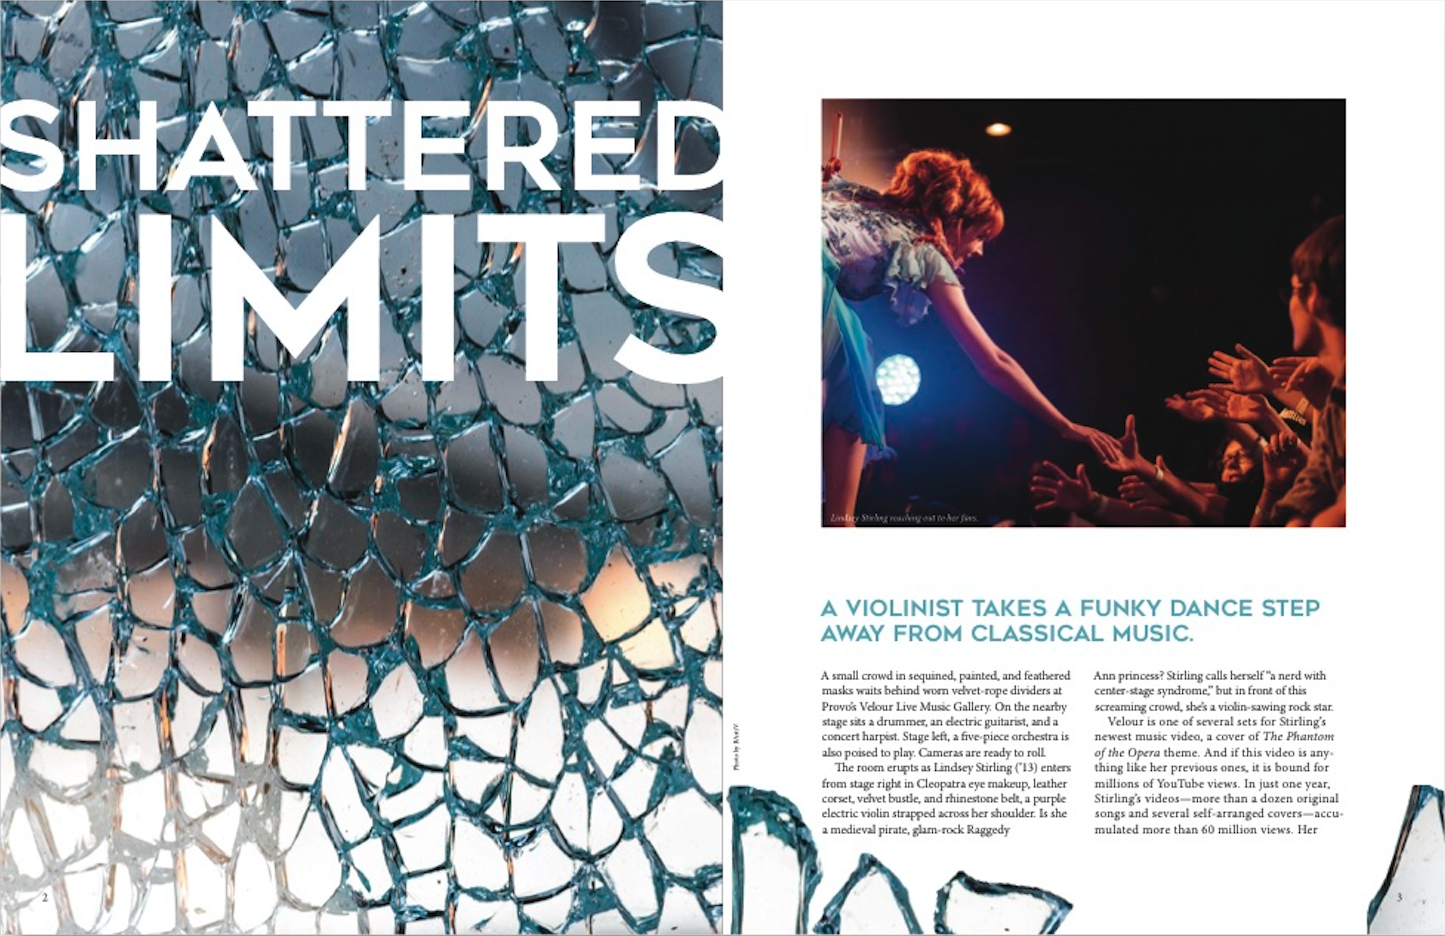 SHATTERED
LIMITS
2
Lindsey Stirling reaching out to her fans.
A VIOLINIST TAKES A FUNKY DANCE STEP
AWAY FROM CLASSICAL MUSIC.
A small crowd in sequined, painted, and feathered
masks waits behind worn velvet-rope dividers at
Provo’s Velour Live Music Gallery. On the nearby
stage sits a drummer, an electric guitarist, and a
concert harpist. Stage left, a five-piece orchestra is
also poised to play. Cameras are ready to roll.
The room erupts as Lindsey Stirling (’13) enters
from stage right in Cleopatra eye makeup, leather
corset, velvet bustle, and rhinestone belt, a purple
electric violin strapped across her shoulder. Is she
a medieval pirate, glam-rock Raggedy
Ann princess? Stirling calls herself “a nerd with
center-stage syndrome,” but in front of this
screaming crowd, she’s a violin-sawing rock star.
Velour is one of several sets for Stirling’s
newest music video, a cover of The Phantom
of the Opera theme. And if this video is any-
thing like her previous ones, it is bound for
millions of YouTube views. In just one year,
Stirling’s videos—more than a dozen original
songs and several self-arranged covers—accu-
mulated more than 60 million views. Her
Photo by
3